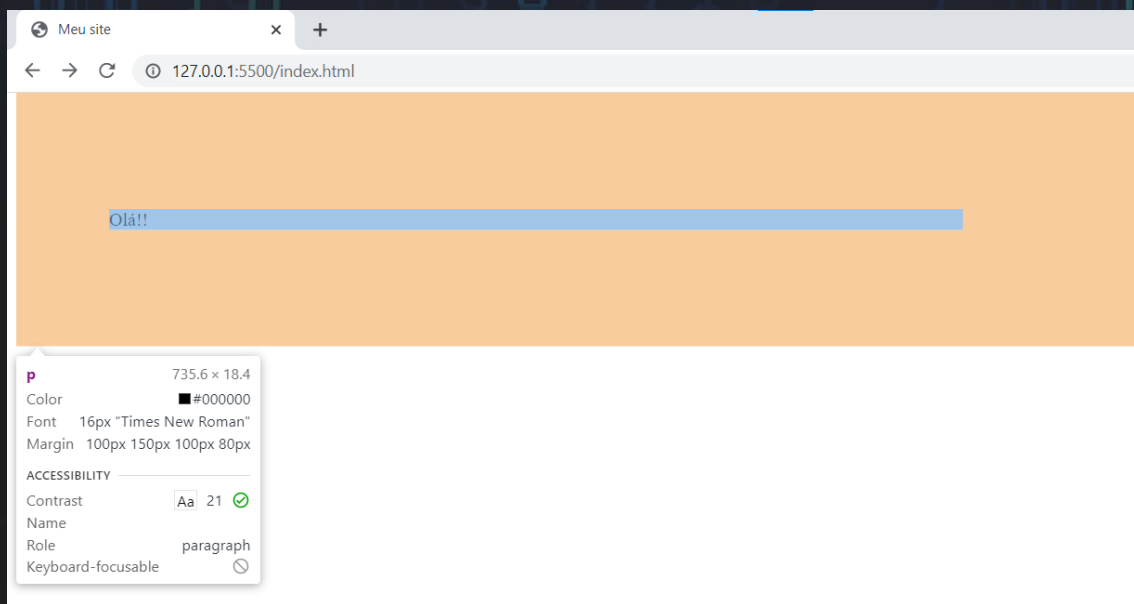 Meu site
127.0.0.1:5500/index.html
Olá!!
p 735.6 × 18.4
Color #000000
Font 16px "Times New Roman"
Margin 100px 150px 100px 80px
ACCESSIBILITY
Contrast Aa 21
Name
Role paragraph
Keyboard-focusable